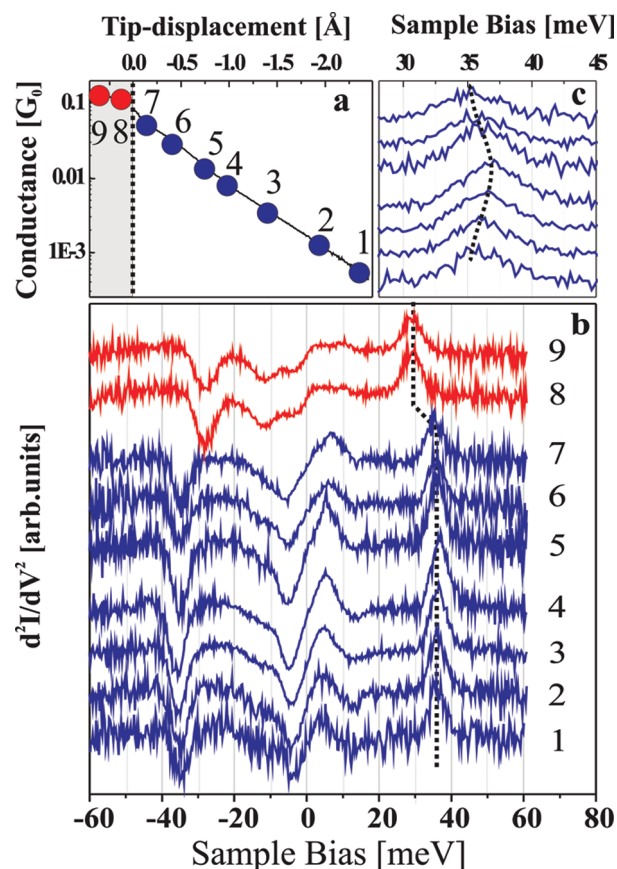 Tip-displacement [Å]
Sample Bias [meV]
0.0 -0.5 -1.0 -1.5 -2.0
30 35 40 45
Conductance [G0]
0.1
0.01
1E-3
a
9 8 7 6 5 4 3 2 1
c
b
d²I/dV² [arb.units]
9
8
7
6
5
4
3
2
1
-60 -40 -20 0 20 40 60 80
Sample Bias [meV]